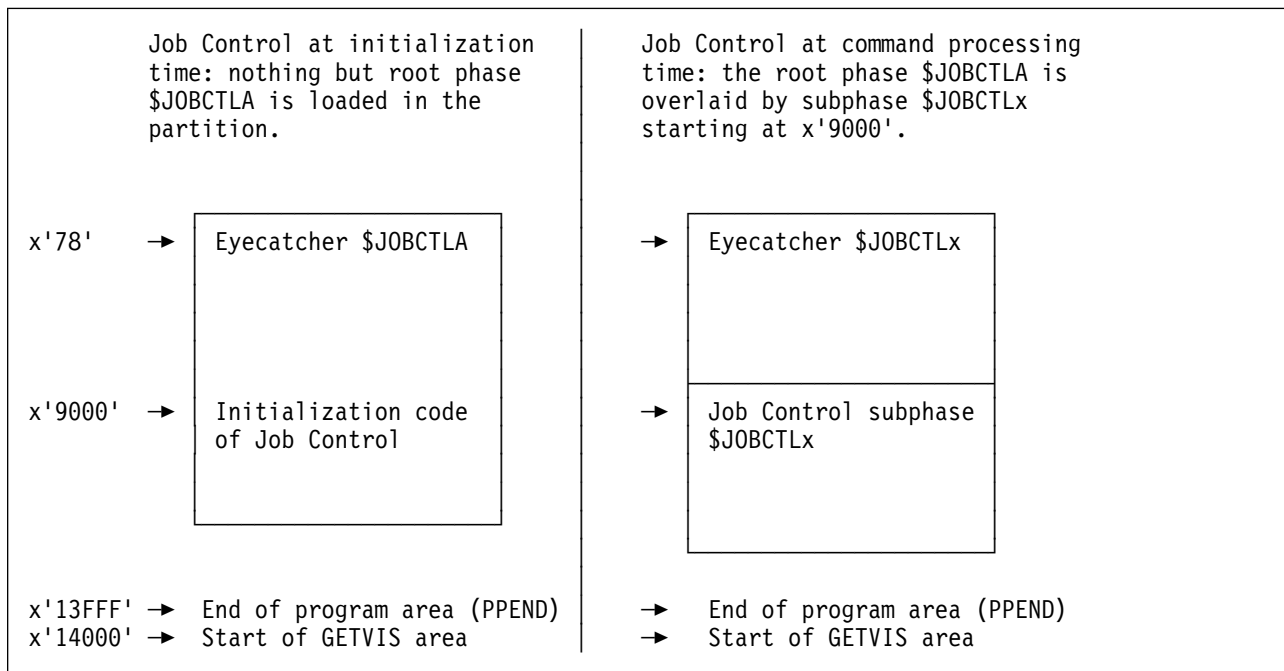 Job Control at initialization
time: nothing but root phase
$JOBCTLA is loaded in the
partition.
Job Control at command processing
time: the root phase $JOBCTLA is
overlaid by subphase $JOBCTLx
starting at x'9000'.
x'78' → Eyecatcher $JOBCTLA
→ Eyecatcher $JOBCTLx
x'9000' → Initialization code
of Job Control
→ Job Control subphase
$JOBCTLx
x'13FFF' → End of program area (PPEND)
→ End of program area (PPEND)
x'14000' → Start of GETVIS area
→ Start of GETVIS area